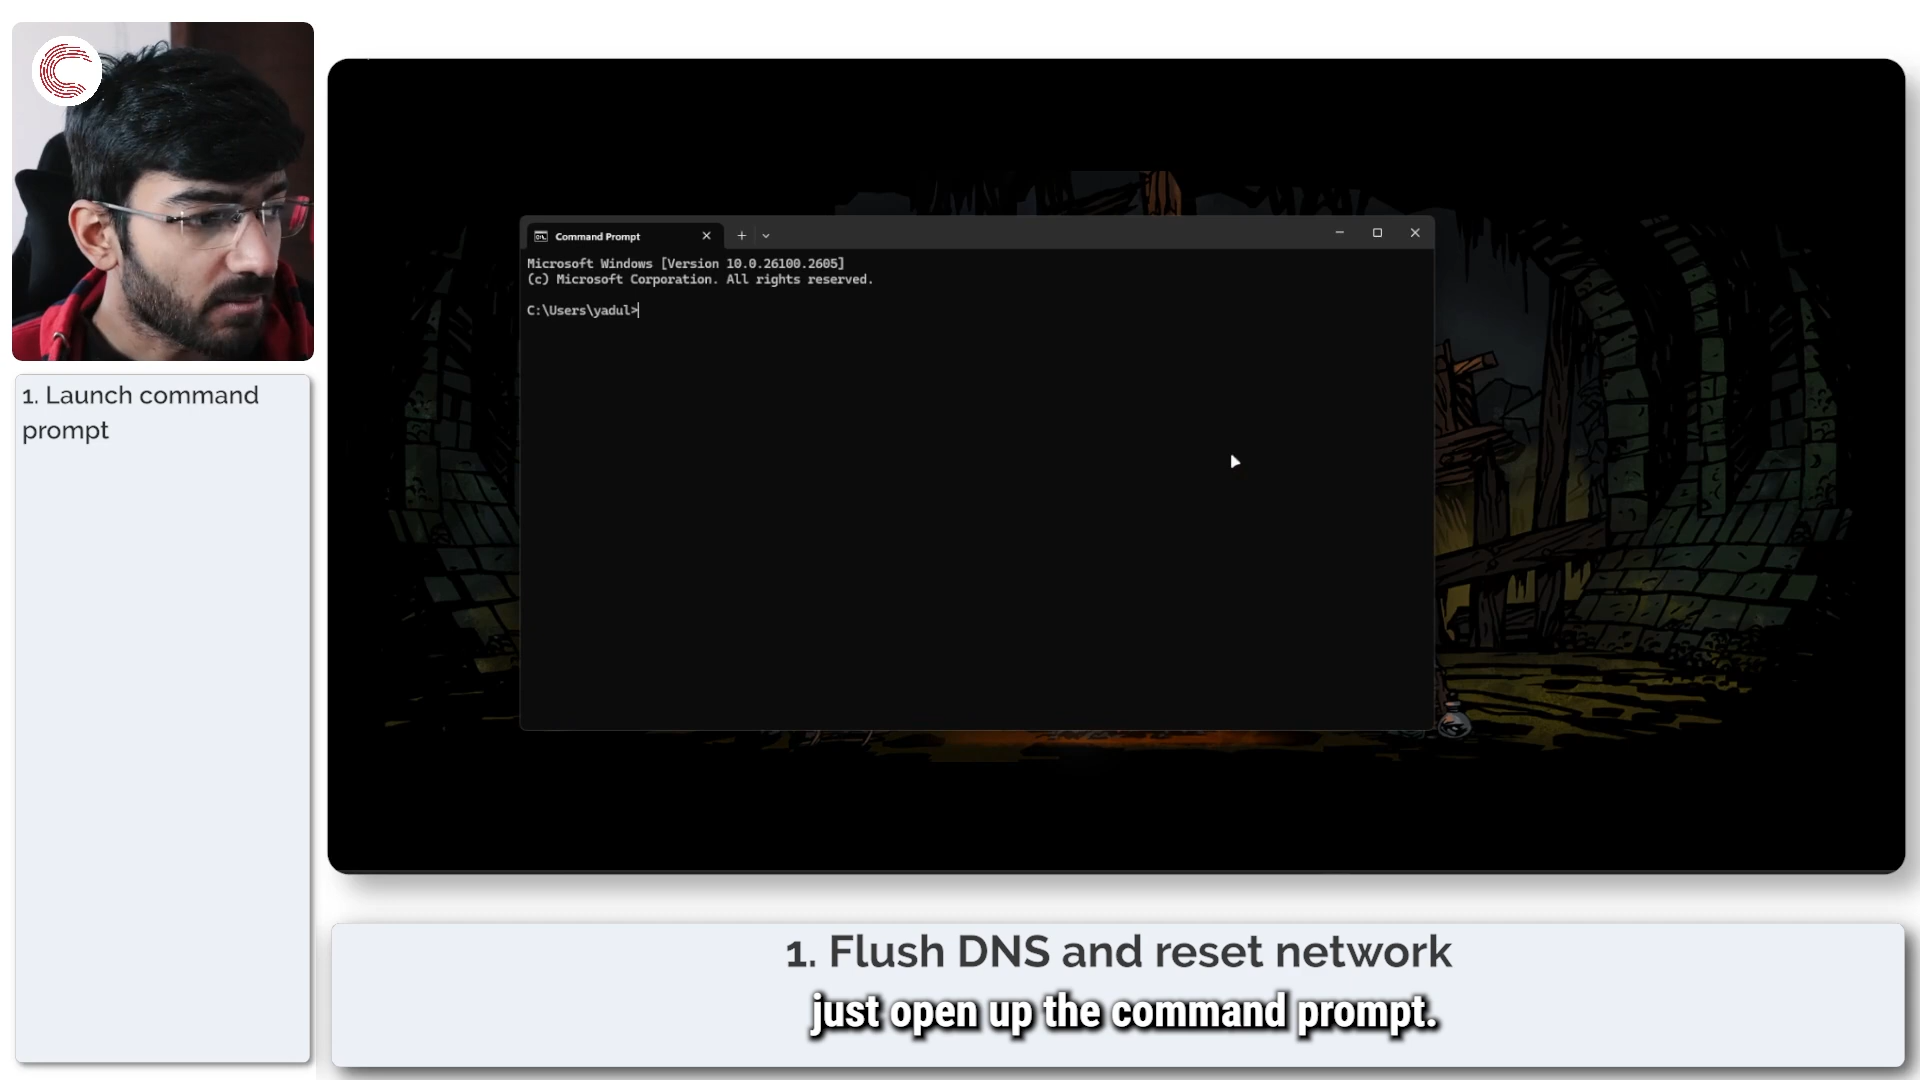 1. Launch command
prompt
Command Prompt
Microsoft Windows [Version 10.0.26100.2605]
(c) Microsoft Corporation. All rights reserved.
C:\Users\yadul>
1. Flush DNS and reset network
just open up the command prompt.